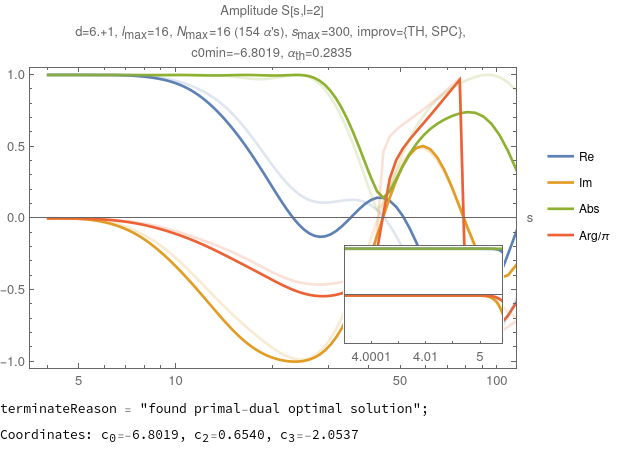 Amplitude S[s,l=2]
d=6.+1, lmax=16, Nmax=16 (154 α's), smax=300, improv={TH, SPC},
c0min=−6.8019, αth=0.2835
1.0
0.5
0.0
−0.5
−1.0
s
Re
Im
Abs
Arg/π
4.0001 4.01 5
5 10 50 100
terminateReason = "found primal-dual optimal solution";
Coordinates: c0=-6.8019, c2=0.6540, c3=-2.0537